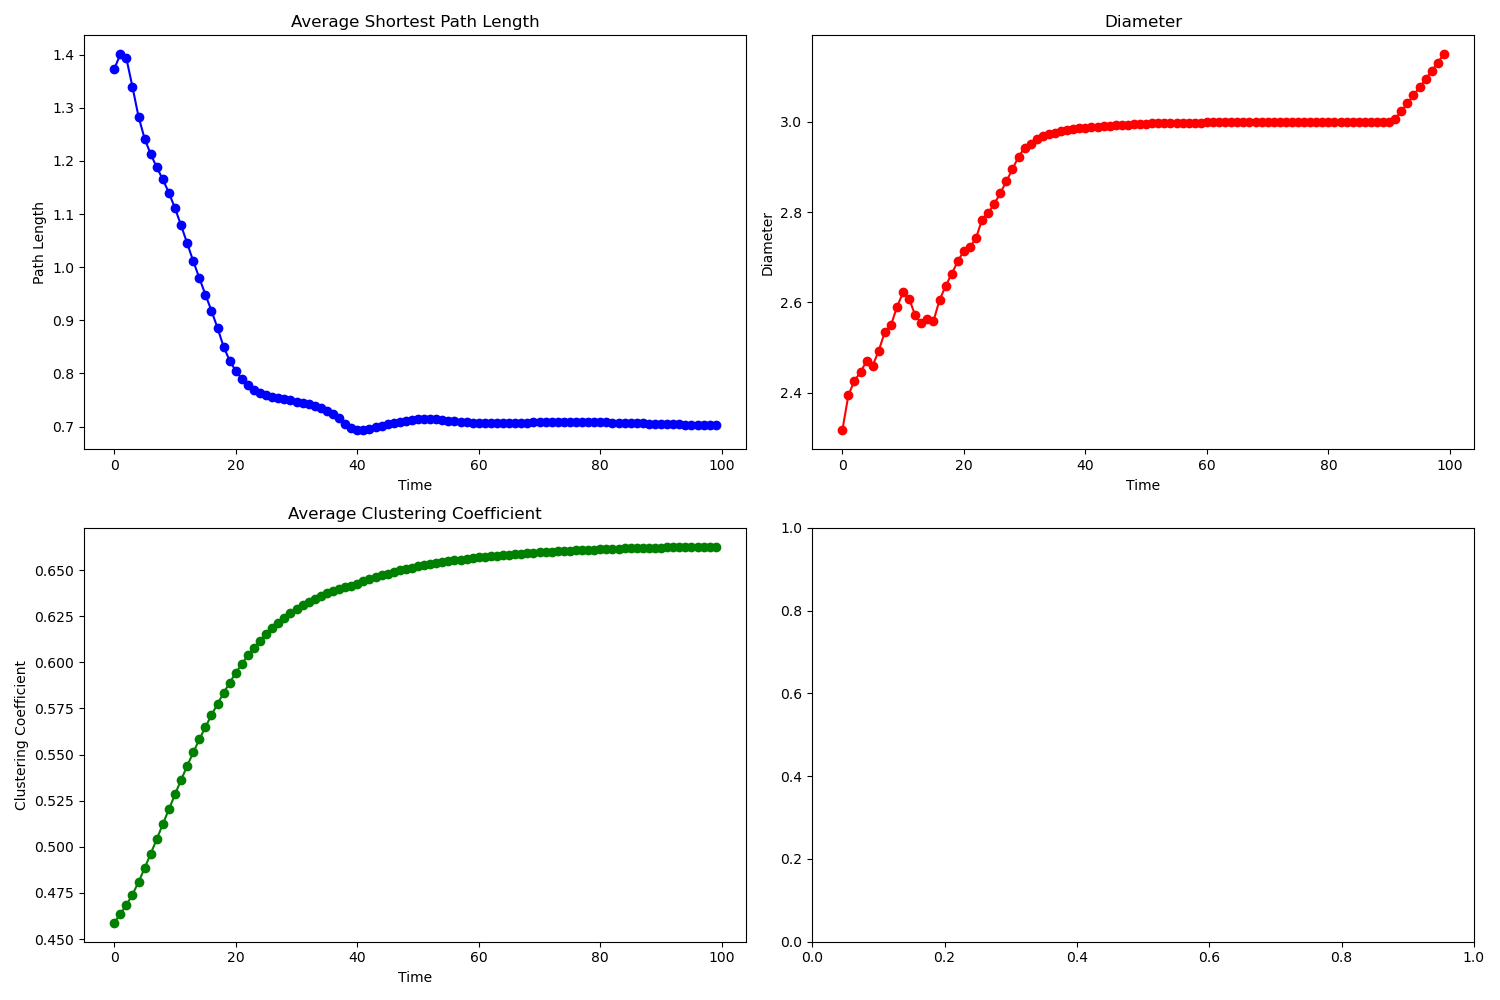 Average Shortest Path Length
Path Length
1.4
1.3
1.2
1.1
1.0
0.9
0.8
0.7
0 20 40 60 80 100
Time
Diameter
Diameter
3.0
2.8
2.6
2.4
0 20 40 60 80 100
Time
Average Clustering Coefficient
Clustering Coefficient
0.650
0.625
0.600
0.575
0.550
0.525
0.500
0.475
0.450
0 20 40 60 80 100
Time
1.0
0.8
0.6
0.4
0.2
0.0
0.0 0.2 0.4 0.6 0.8 1.0